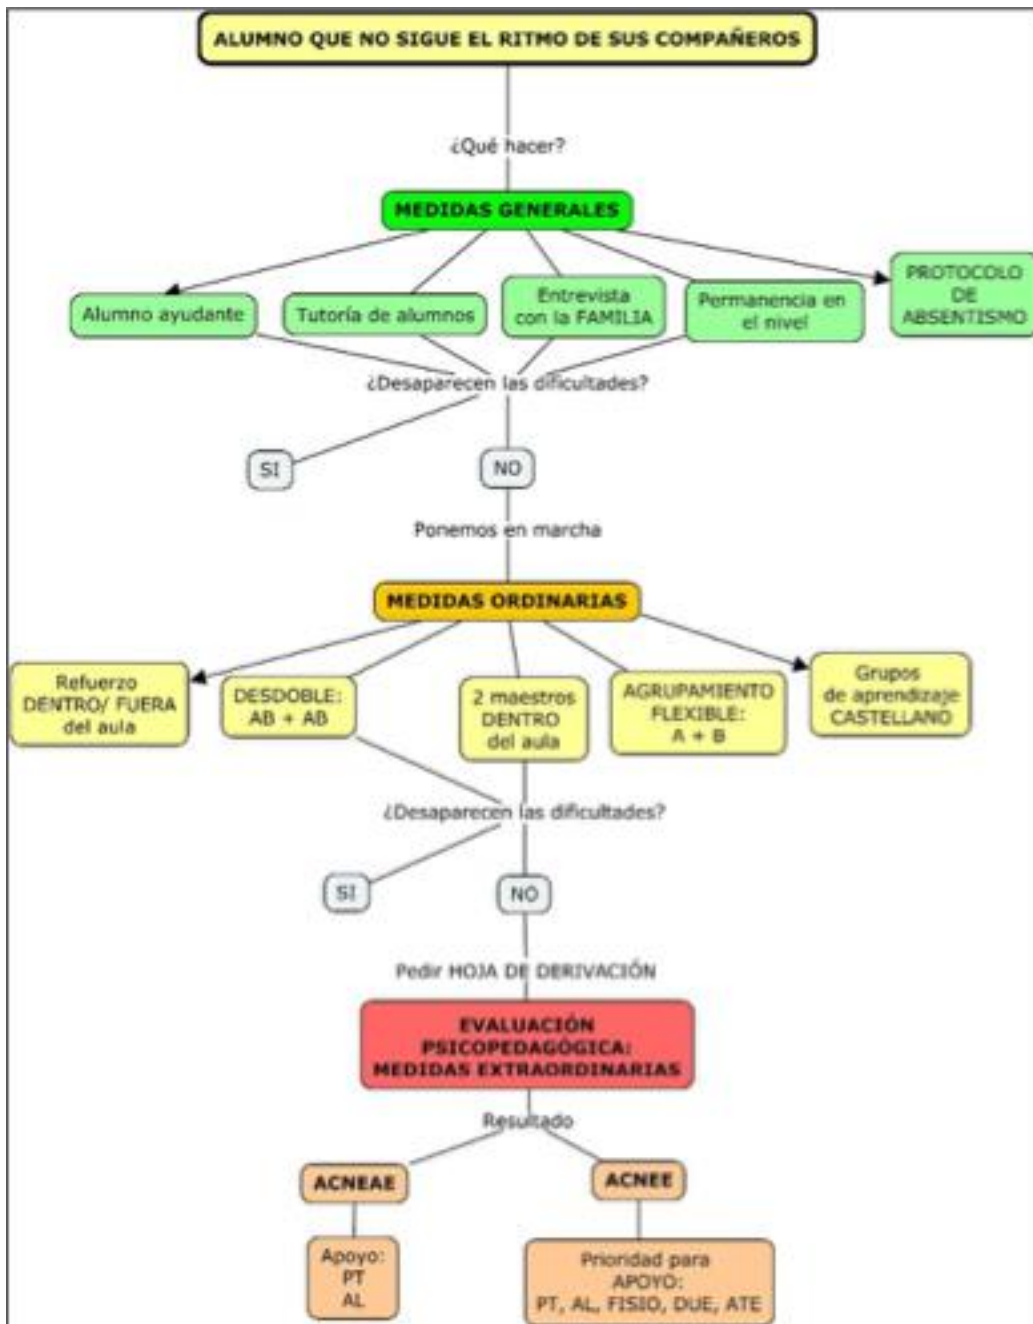 ALUMNO QUE NO SIGUE EL RITMO DE SUS COMPAÑEROS
¿Qué hacer?
MEDIDAS GENERALES
Alumno ayudante
Tutoría de alumnos
Entrevista
con la FAMILIA
Permanencia en
el nivel
PROTOCOLO
DE
ABSENTISMO
¿Desaparecen las dificultades?
SI
NO
Ponemos en marcha
MEDIDAS ORDINARIAS
Refuerzo
DENTRO/ FUERA
del aula
DESDOBLE:
AB + AB
2 maestros
DENTRO
del aula
AGRUPAMIENTO
FLEXIBLE:
A + B
Grupos
de aprendizaje
CASTELLANO
¿Desaparecen las dificultades?
SI
NO
Pedir HOJA DE DERIVACIÓN
EVALUACIÓN
PSICOPEDAGÓGICA:
MEDIDAS EXTRAORDINARIAS
Resultado
ACNEAE
ACNEE
Apoyo:
PT
AL
Prioridad para
APOYO:
PT, AL, FISIO, DUE, ATE